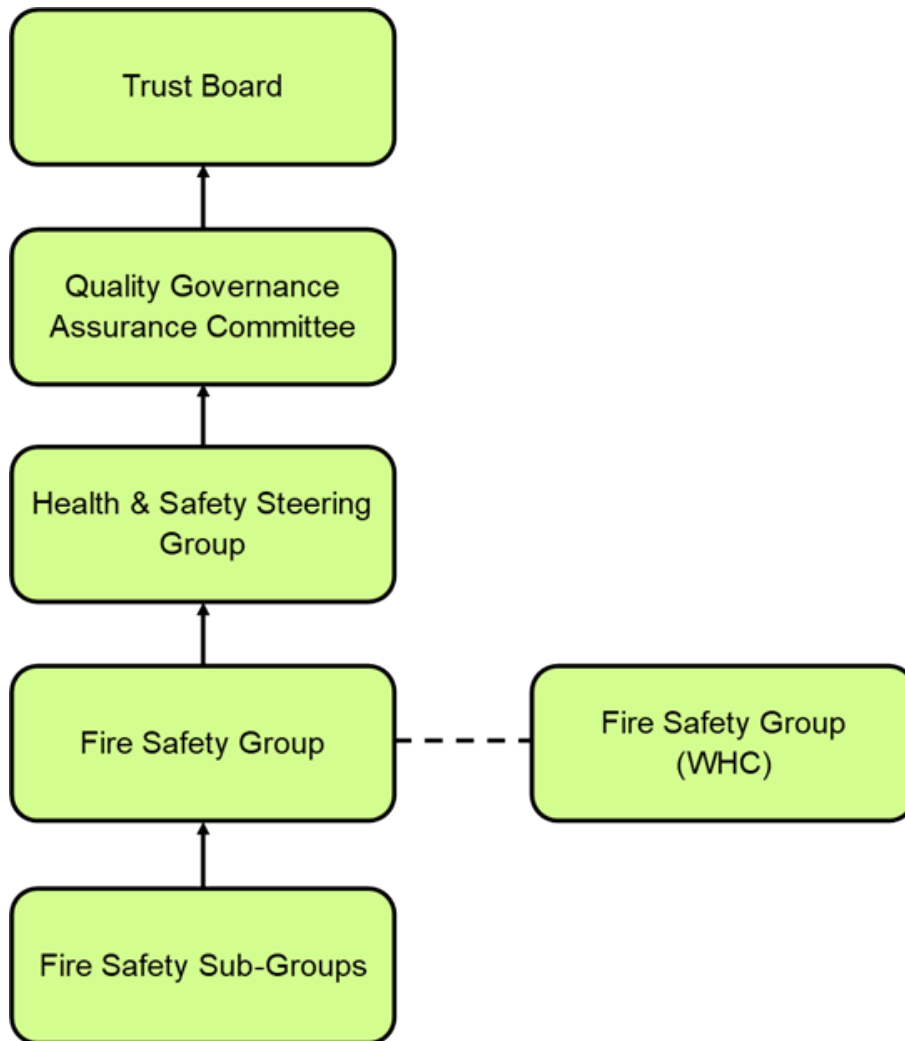 Trust Board
Quality Governance
Assurance Committee
Health & Safety Steering
Group
Fire Safety Group
Fire Safety Group
(WHC)
Fire Safety Sub-Groups